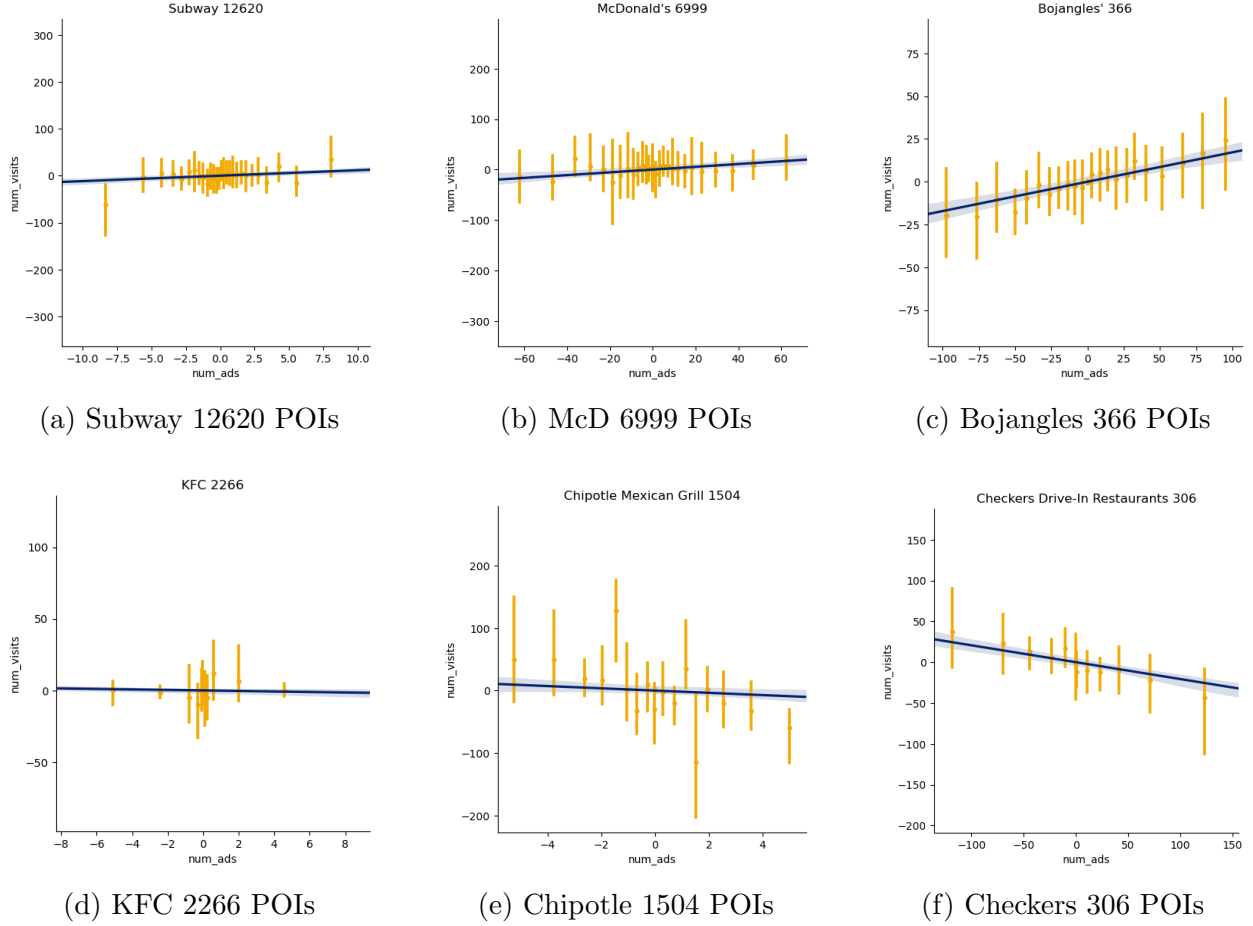 Subway 12620
300
200
100
0
−100
−200
−300
num_visits
−10.0 −7.5 −5.0 −2.5 0.0 2.5 5.0 7.5 10.0
num_ads
(a) Subway 12620 POIs
McDonald's 6999
200
100
0
−100
−200
−300
num_visits
−60 −40 −20 0 20 40 60
num_ads
(b) McD 6999 POIs
Bojangles' 366
75
50
25
0
−25
−50
−75
num_visits
−100 −75 −50 −25 0 25 50 75 100
num_ads
(c) Bojangles 366 POIs
KFC 2266
100
50
0
−50
num_visits
−8 −6 −4 −2 0 2 4 6 8
num_ads
(d) KFC 2266 POIs
Chipotle Mexican Grill 1504
200
100
0
−100
−200
num_visits
−4 −2 0 2 4
num_ads
(e) Chipotle 1504 POIs
Checkers Drive-In Restaurants 306
150
100
50
0
−50
−100
−150
−200
num_visits
−100 −50 0 50 100 150
num_ads
(f) Checkers 306 POIs